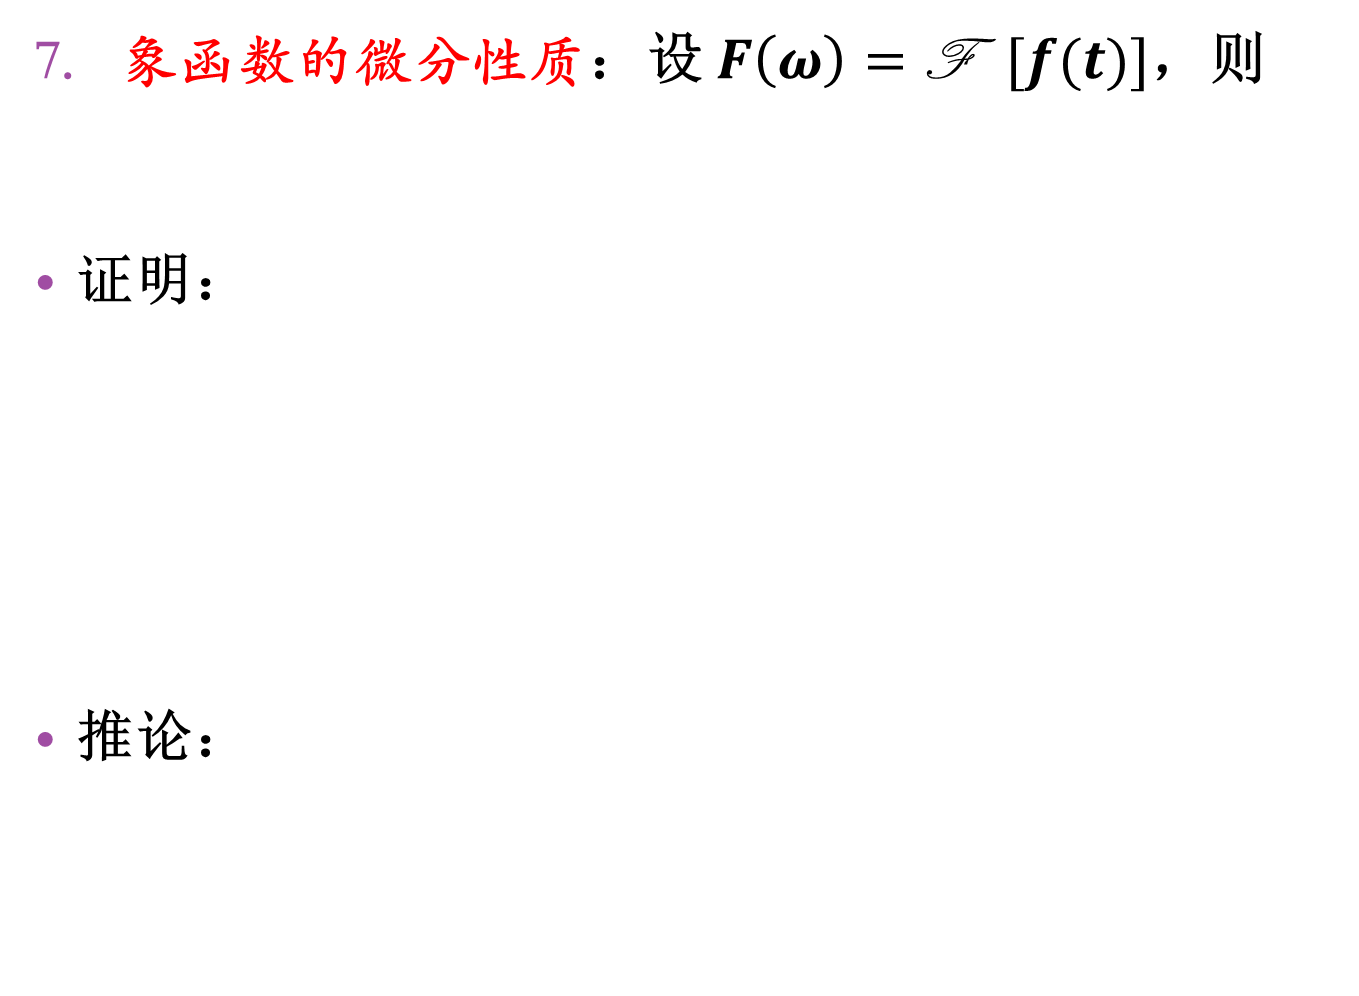 7. 象函数的微分性质：设 F(ω) = ℱ [f(t)]，则
• 证明：
• 推论：